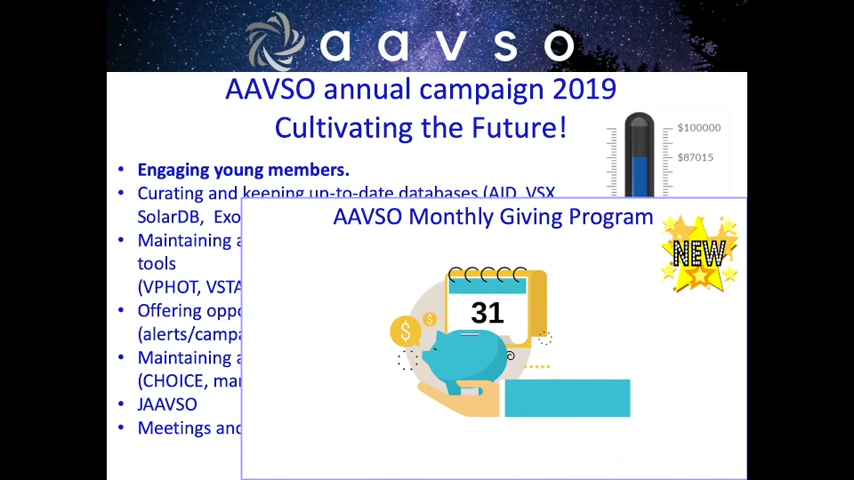 aavso
AAVSO annual campaign 2019
Cultivating the Future!
$100000
$87015
• Engaging young members.
• Curating and keeping up-to-date databases (AID, VSX,
SolarDB, Exo
• Maintaining a
tools
(VPHOT, VSTA
• Offering oppo
(alerts/campa
• Maintaining a
(CHOICE, mar
• JAAVSO
• Meetings and
AAVSO Monthly Giving Program
NEW
31
$
$